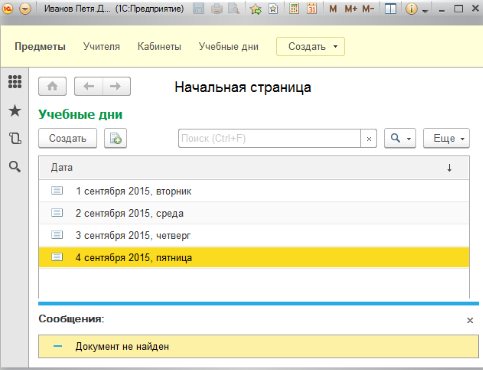 Иванов Петя Д... (1С:Предприятие)
M M+ M-
Предметы Учителя Кабинеты Учебные дни Создать
Начальная страница
Учебные дни
Создать Поиск (Ctrl+F) × Еще
Дата ↓
1 сентября 2015, вторник
2 сентября 2015, среда
3 сентября 2015, четверг
4 сентября 2015, пятница
Сообщения: ×
Документ не найден